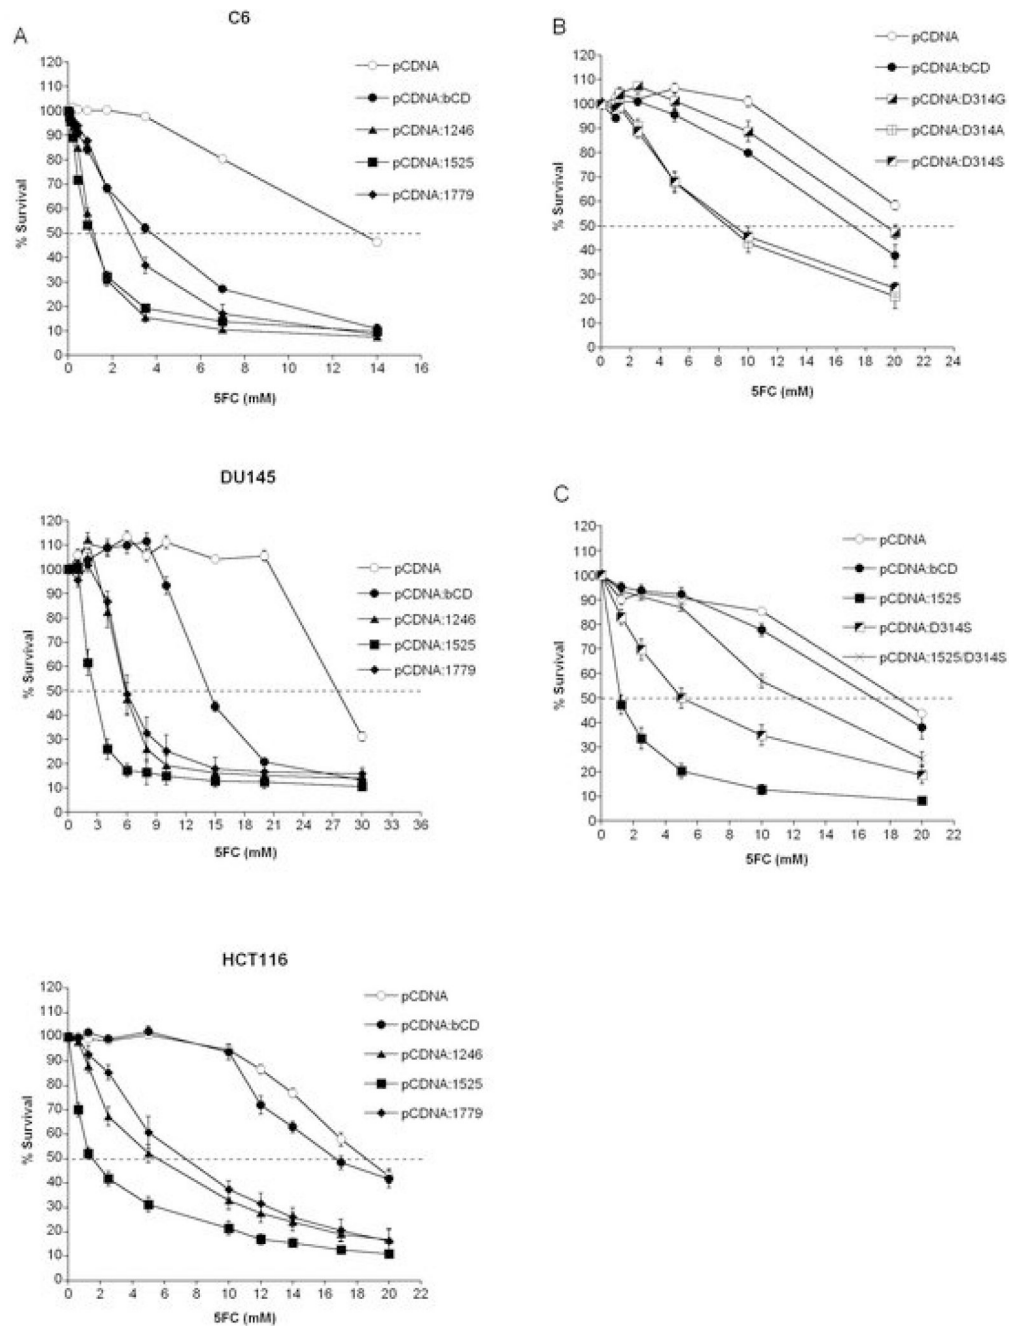 C6
A
120
110
100
90
80
70
60
50
40
30
20
10
0
% Survival
0 2 4 6 8 10 12 14 16
5FC (mM)
pCDNA
pCDNA:bCD
pCDNA:1246
pCDNA:1525
pCDNA:1779
B
120
110
100
90
80
70
60
50
40
30
20
10
0
% Survival
0 2 4 6 8 10 12 14 16 18 20 22 24
5FC (mM)
pCDNA
pCDNA:bCD
pCDNA:D314G
pCDNA:D314A
pCDNA:D314S
DU145
120
110
100
90
80
70
60
50
40
30
20
10
0
% Survival
0 3 6 9 12 15 18 21 24 27 30 33 36
5FC (mM)
pCDNA
pCDNA:bCD
pCDNA:1246
pCDNA:1525
pCDNA:1779
C
120
110
100
90
80
70
60
50
40
30
20
10
0
% Survival
0 2 4 6 8 10 12 14 16 18 20 22
5FC (mM)
pCDNA
pCDNA:bCD
pCDNA:1525
pCDNA:D314S
pCDNA:1525/D314S
HCT116
120
110
100
90
80
70
60
50
40
30
20
10
0
% Survival
0 2 4 6 8 10 12 14 16 18 20 22
5FC (mM)
pCDNA
pCDNA:bCD
pCDNA:1246
pCDNA:1525
pCDNA:1779